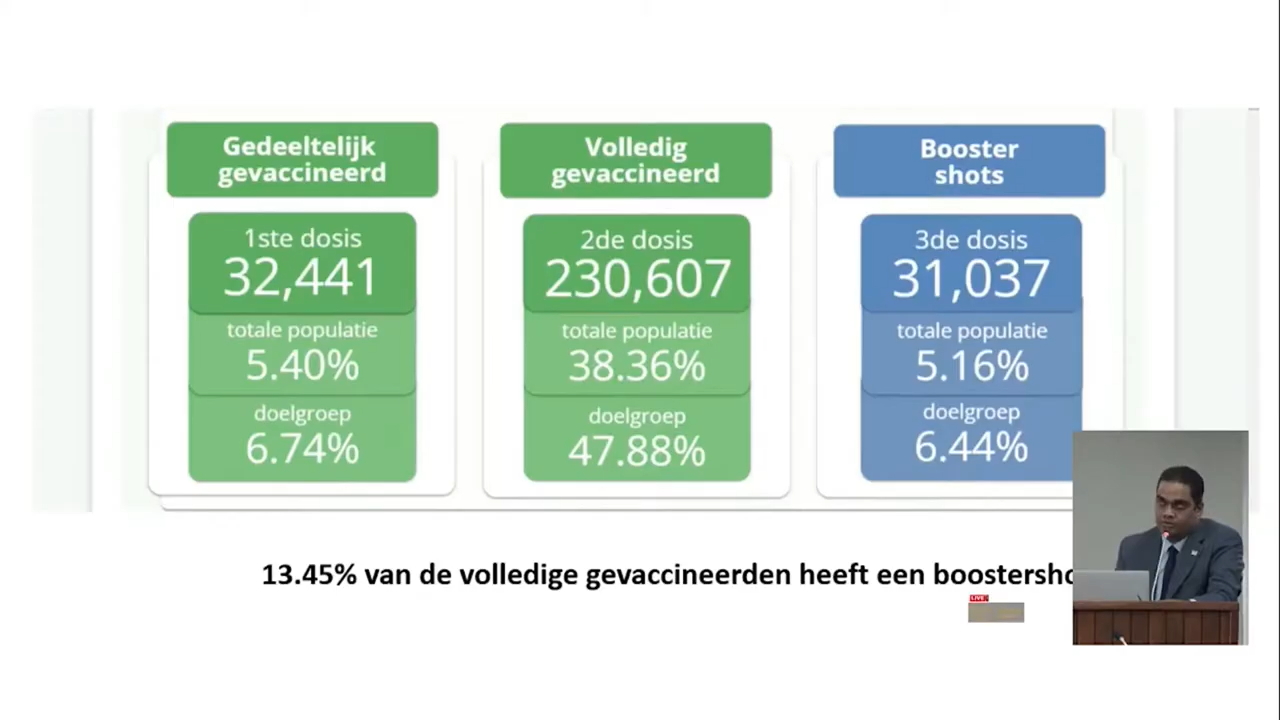 Gedeeltelijk
gevaccineerd
1ste dosis
32,441
totale populatie
5.40%
doelgroep
6.74%
Volledig
gevaccineerd
2de dosis
230,607
totale populatie
38.36%
doelgroep
47.88%
Booster
shots
3de dosis
31,037
totale populatie
5.16%
doelgroep
6.44%
13.45% van de volledige gevaccineerden heeft een boostersho
LIVE